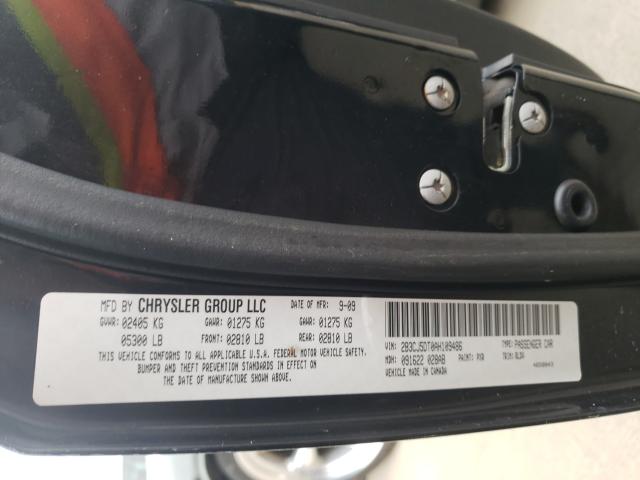 MFD BY CHRYSLER GROUP LLC DATE OF MFR 9-09
GVWR: 02405 KG GAWR: 01275 KG GAWR: 01275 KG
05300 LB FRONT: 02810 LB REAR: 02810 LB
THIS VEHICLE CONFORMS TO ALL APPLICABLE U.S.A. FEDERAL MOTOR VEHICLE SAFETY,
BUMPER AND THEFT PREVENTION STANDARDS IN EFFECT ON
THE DATE OF MANUFACTURE SHOWN ABOVE.
VIN: 2B3CJ5DT0AH109486 TYPE: PASSENGER CAR
MDH: 091622 028AB PAINT: PXR TRIM: BLDA
VEHICLE MADE IN CANADA